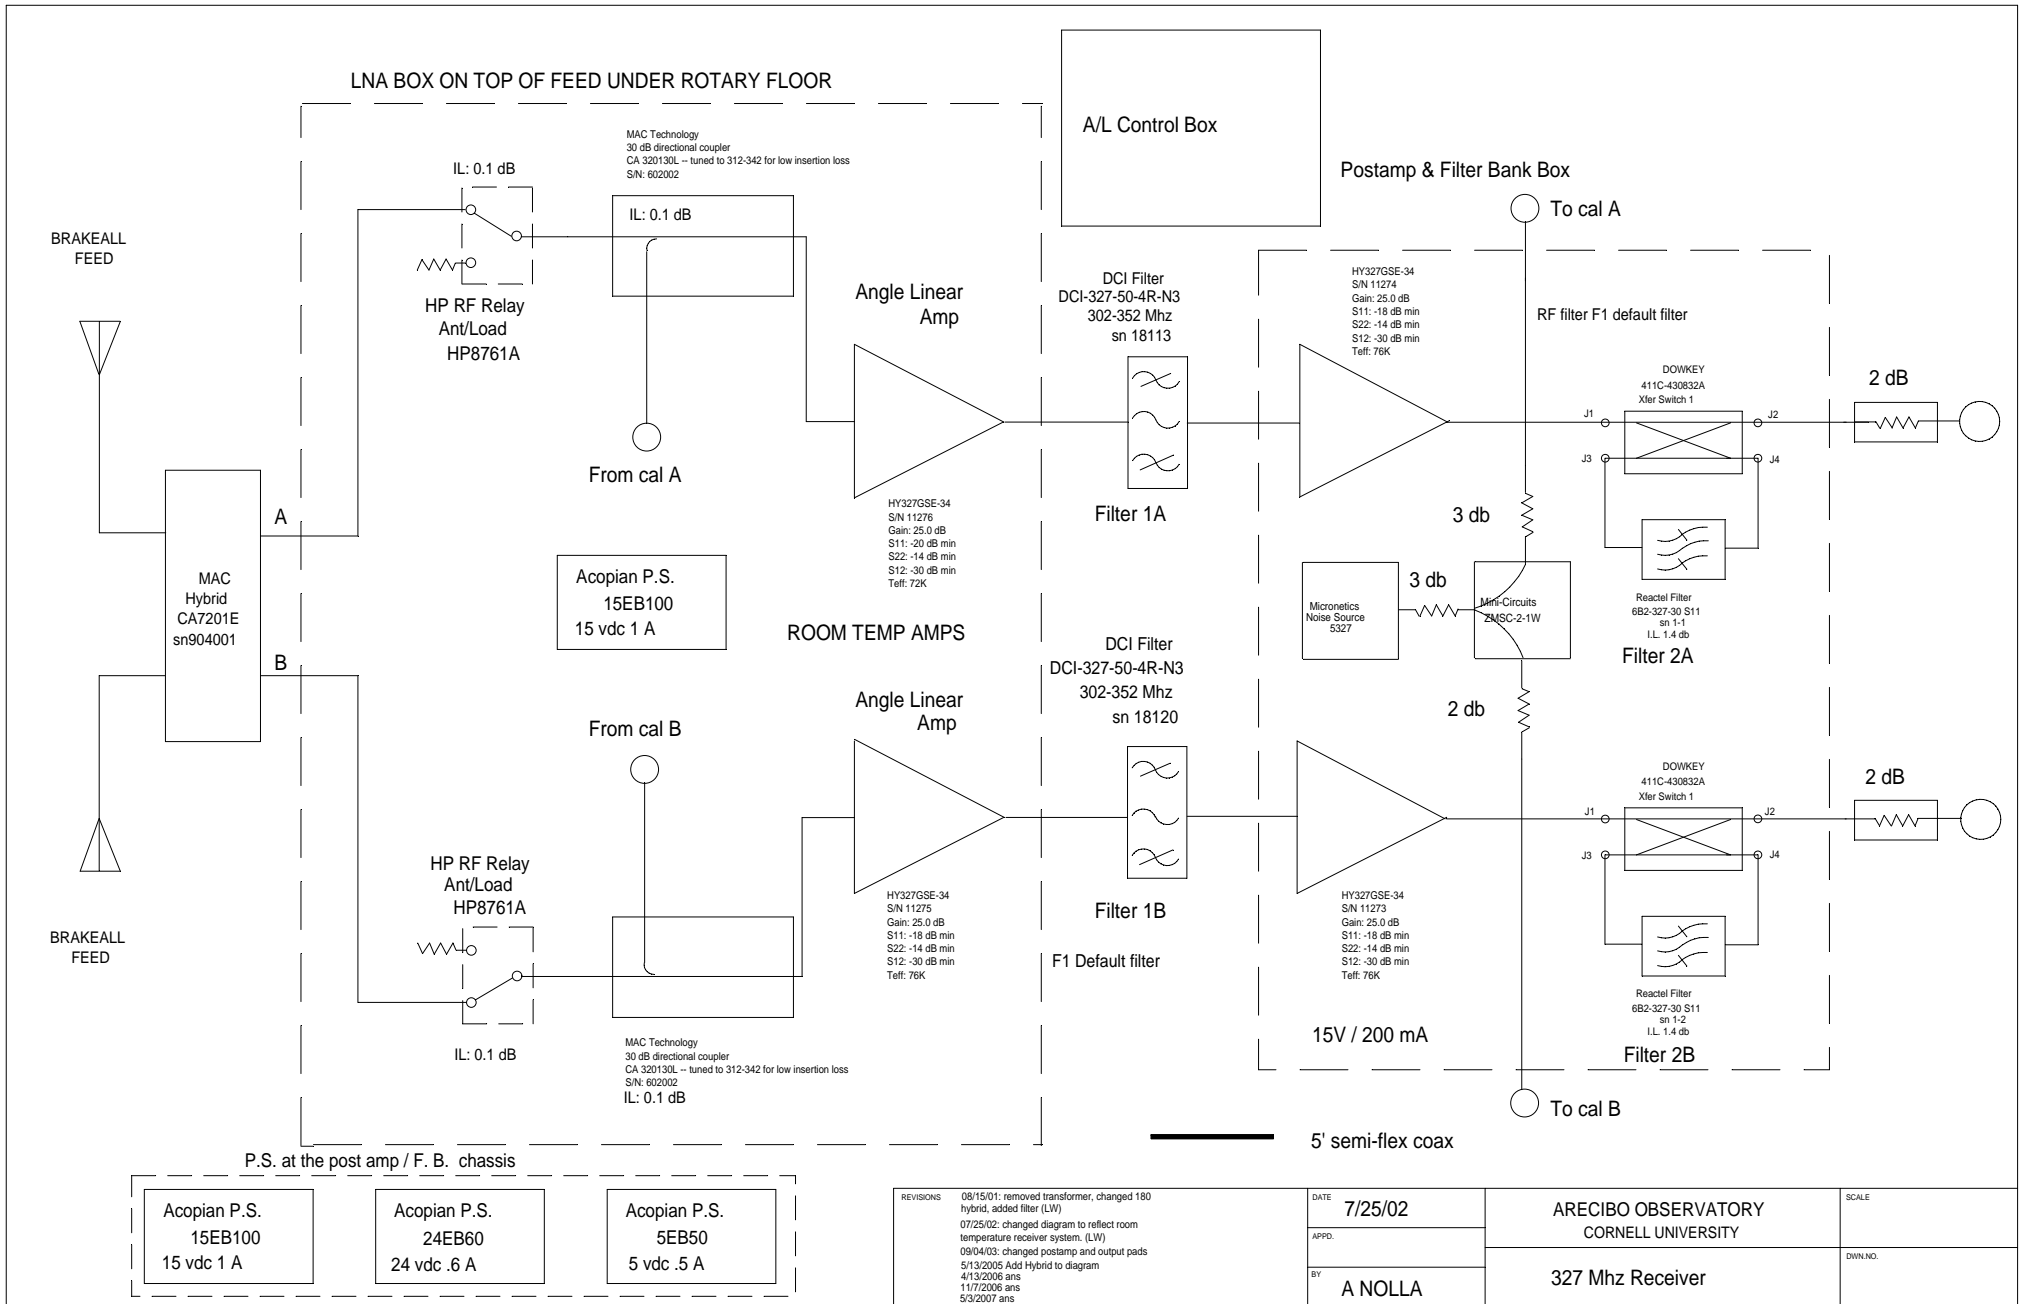 LNA BOX ON TOP OF FEED UNDER ROTARY FLOOR
BRAKEALL
FEED
IL: 0.1 dB
HP RF Relay
Ant/Load
HP8761A
MAC Technology
30 dB directional coupler
CA 320130L -- tuned to 312-342 for low insertion loss
S/N: 602002
IL: 0.1 dB
From cal A
Angle Linear
Amp
HY327GSE-34
S/N 11276
Gain: 25.0 dB
S11: -20 dB min
S22: -14 dB min
S12: -30 dB min
Teff: 72K
A/L Control Box
DCI Filter
DCI-327-50-4R-N3
302-352 Mhz
sn 18113
Filter 1A
Postamp & Filter Bank Box
To cal A
HY327GSE-34
S/N 11274
Gain: 25.0 dB
S11: -18 dB min
S22: -14 dB min
S12: -30 dB min
Teff: 76K
RF filter F1 default filter
DOWKEY
411C-430832A
Xfer Switch 1
J1
J2
J3
J4
2 dB
Reactel Filter
6B2-327-30 S11
sn 1-1
I.L. 1.4 db
Filter 2A
3 db
3 db
Micronetics
Noise Source
5327
Mini-Circuits
ZMSC-2-1W
2 db
A
B
MAC
Hybrid
CA7201E
sn904001
Acopian P.S.
15EB100
15 vdc 1 A
ROOM TEMP AMPS
From cal B
Angle Linear
Amp
DCI Filter
DCI-327-50-4R-N3
302-352 Mhz
sn 18120
Filter 1B
F1 Default filter
BRAKEALL
FEED
HP RF Relay
Ant/Load
HP8761A
IL: 0.1 dB
MAC Technology
30 dB directional coupler
CA 320130L -- tuned to 312-342 for low insertion loss
S/N: 602002
IL: 0.1 dB
HY327GSE-34
S/N 11275
Gain: 25.0 dB
S11: -18 dB min
S22: -14 dB min
S12: -30 dB min
Teff: 76K
HY327GSE-34
S/N 11273
Gain: 25.0 dB
S11: -18 dB min
S22: -14 dB min
S12: -30 dB min
Teff: 76K
15V / 200 mA
DOWKEY
411C-430832A
Xfer Switch 1
J1
J2
J3
J4
2 dB
Reactel Filter
6B2-327-30 S11
sn 1-2
I.L. 1.4 db
Filter 2B
To cal B
5' semi-flex coax
P.S. at the post amp / F. B. chassis
Acopian P.S.
15EB100
15 vdc 1 A
Acopian P.S.
24EB60
24 vdc .6 A
Acopian P.S.
5EB50
5 vdc .5 A
REVISIONS
08/15/01: removed transformer, changed 180
hybrid, added filter (LW)
07/25/02: changed diagram to reflect room
temperature receiver system. (LW)
09/04/03: changed postamp and output pads
5/13/2005 Add Hybrid to diagram
4/13/2006 ans
11/7/2006 ans
5/3/2007 ans
DATE
7/25/02
APPD.
BY
A NOLLA
ARECIBO OBSERVATORY
CORNELL UNIVERSITY
327 Mhz Receiver
SCALE
DWN.NO.